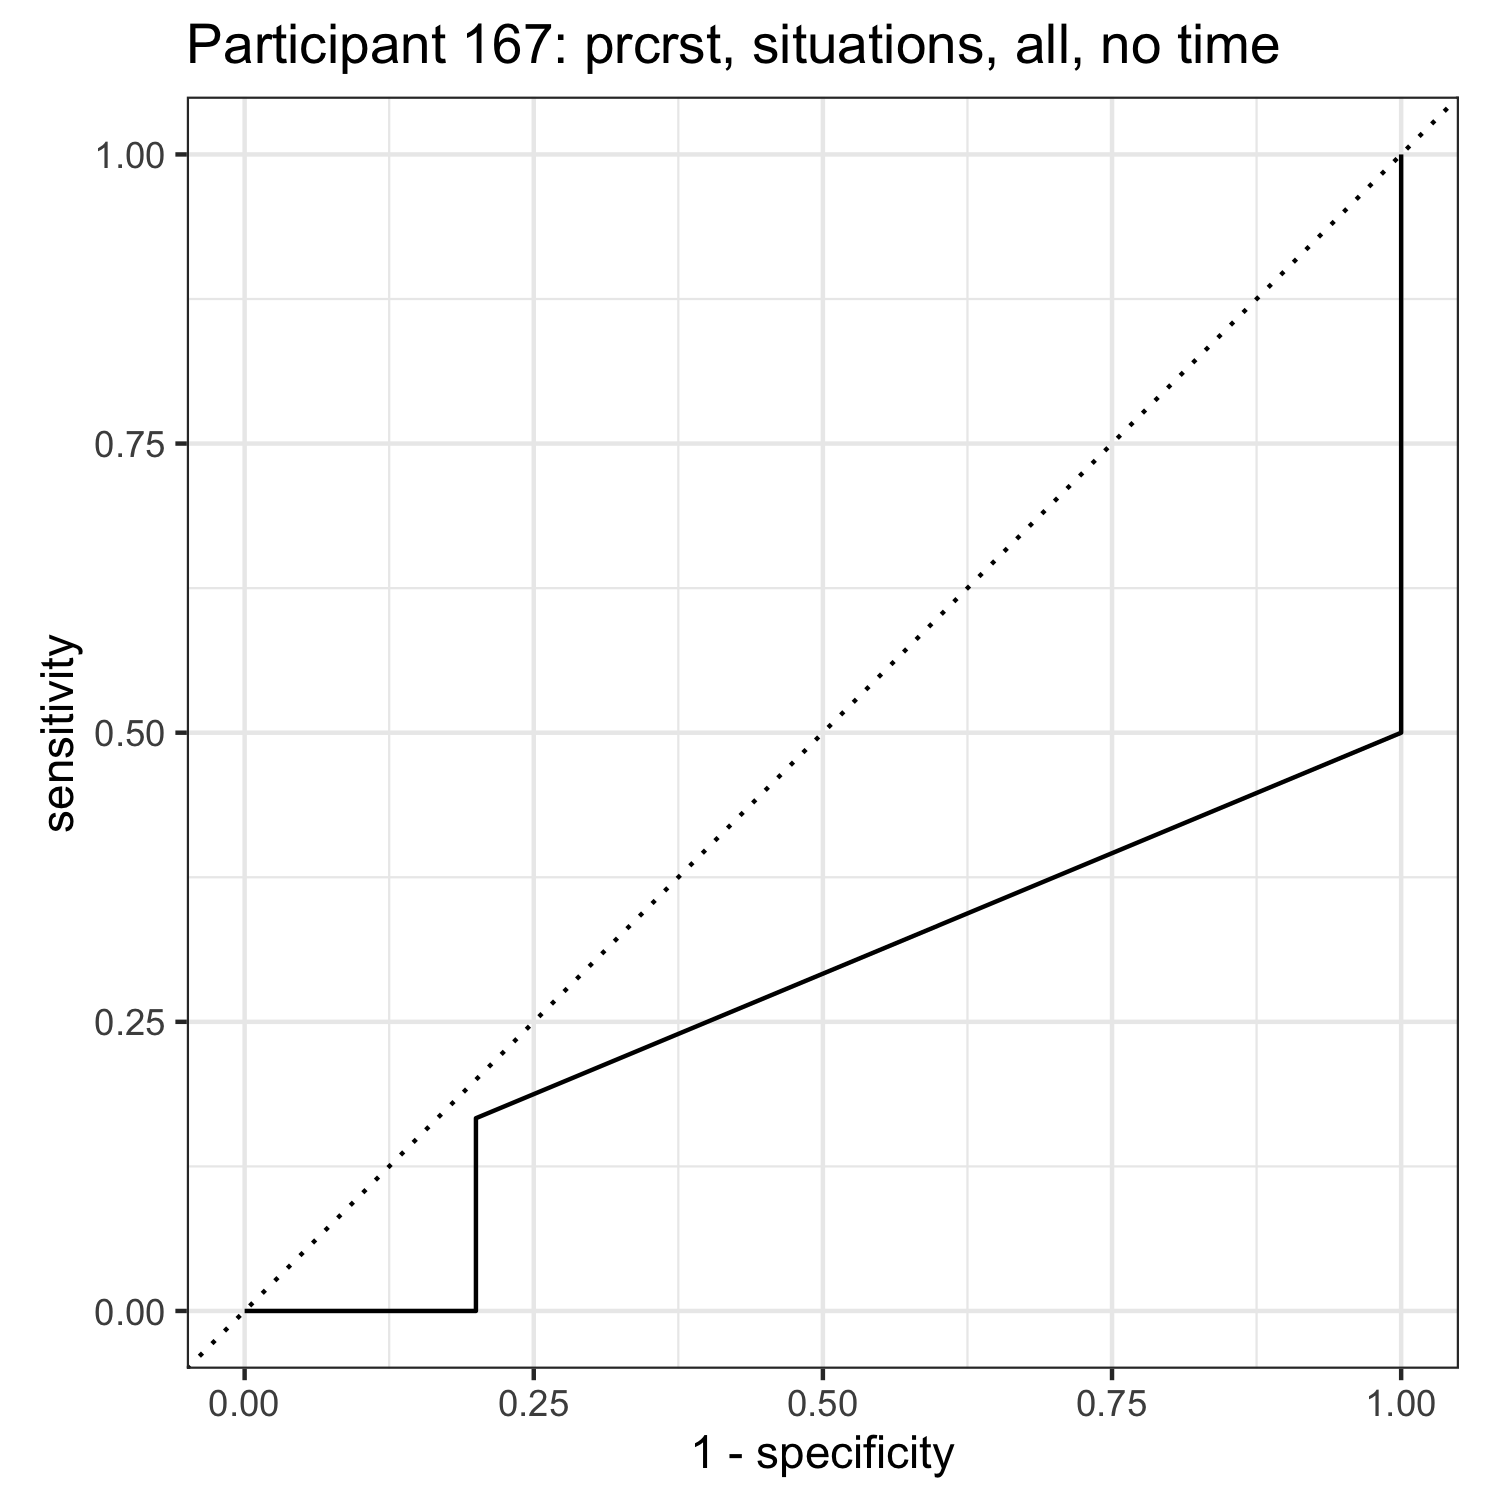 Participant 167: prcrst, situations, all, no time
1.00
0.75
0.50
0.25
0.00
sensitivity
0.00 0.25 0.50 0.75 1.00
1 - specificity